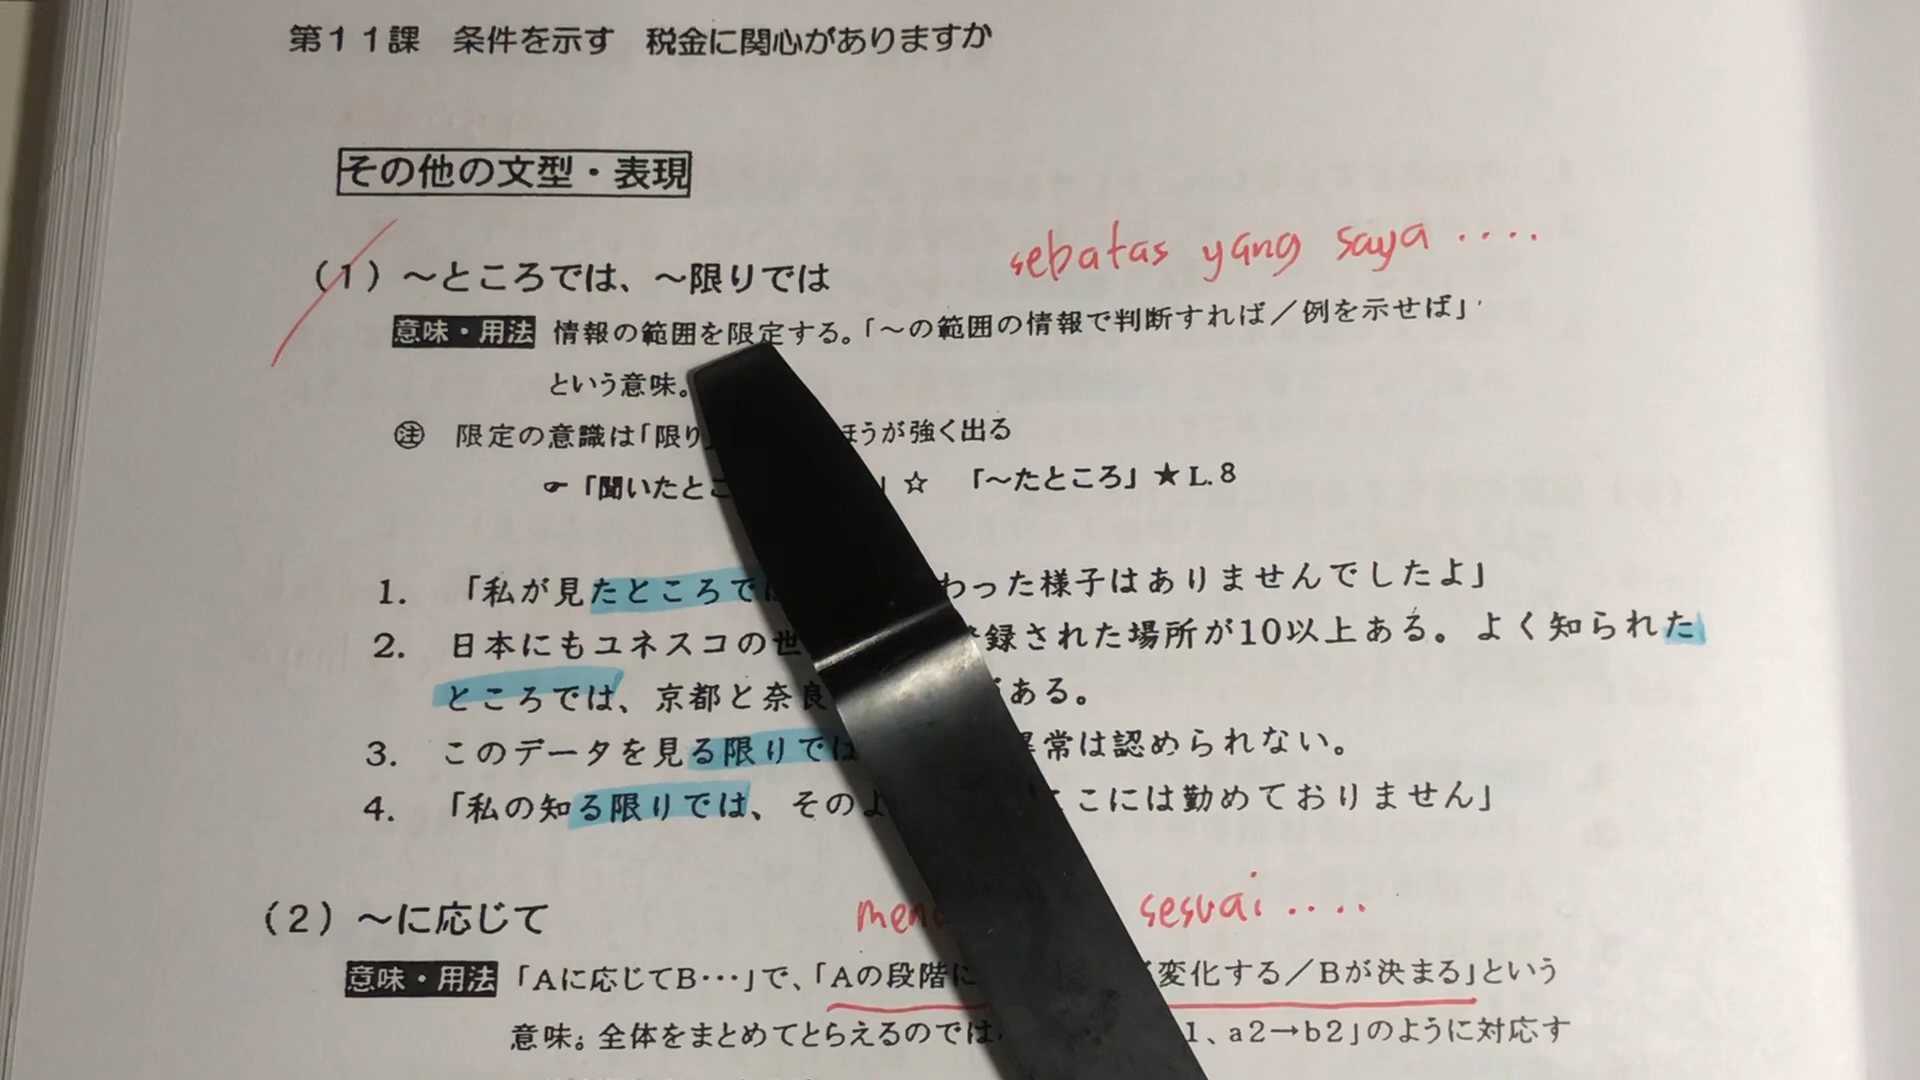 第11課 条件を示す 税金に関心がありますか
その他の文型・表現
sebatas yang saya ....
（1）～ところでは、～限りでは
意味・用法 情報の範囲を限定する。「～の範囲の情報で判断すれば／例を示せば」
という意味。
㊟ 限定の意識は「限り」 ほうが強く出る
☞「聞いたとこ 」☆ 「～たところ」★L.8
1. 「私が見たところで わった様子はありませんでしたよ」
2. 日本にもユネスコの世 録された場所が10以上ある。よく知られた
ところでは、京都と奈良 ある。
3. このデータを見る限りでは 常は認められない。
4. 「私の知る限りでは、そのよ こには勤めておりません」
（2）～に応じて
sesuai ....
意味・用法 「Aに応じてB…」で、「Aの段階に 変化する／Bが決まる」という
意味。全体をまとめてとらえるのでは 1、a2→b2」のように対応す